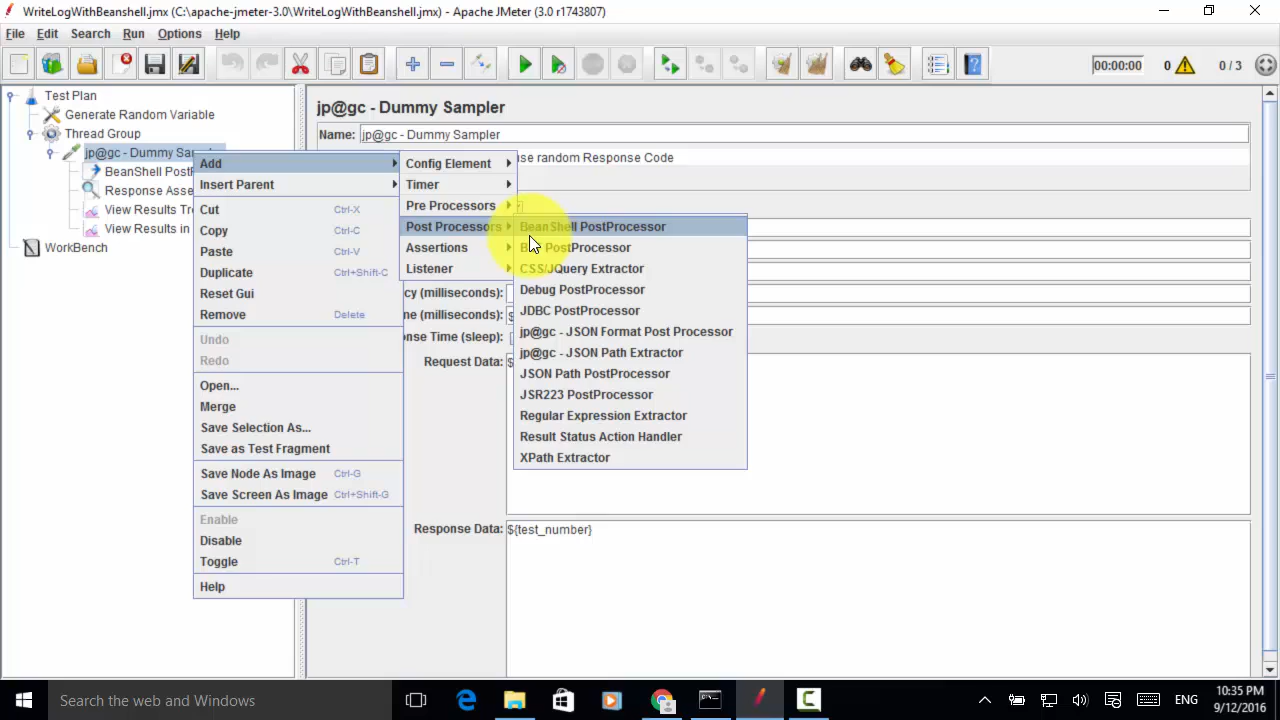 WriteLogWithBeanshell.jmx (C:\apache-jmeter-3.0\WriteLogWithBeanshell.jmx) - Apache JMeter (3.0 r1743807)
File Edit Search Run Options Help
00:00:00 0 0 / 3
Test Plan
Generate Random Variable
Thread Group
jp@gc - Dummy
BeanShell
Response
View Results
View Results in
WorkBench
jp@gc - Dummy Sampler
Name: jp@gc - Dummy Sampler
random Response Code
(milliseconds):
(milliseconds):
Response Time (sleep):
Request Data:
Response Data: ${test_number}
Add
Insert Parent
Cut Ctrl-X
Copy Ctrl-C
Paste Ctrl-V
Duplicate Ctrl+Shift-C
Reset Gui
Remove Delete
Undo
Redo
Open...
Merge
Save Selection As...
Save as Test Fragment
Save Node As Image Ctrl-G
Save Screen As Image Ctrl+Shift-G
Enable
Disable
Toggle Ctrl-T
Help
Config Element
Timer
Pre Processors
Post Processors
Assertions
Listener
BeanShell PostProcessor
PostProcessor
CSS/JQuery Extractor
Debug PostProcessor
JDBC PostProcessor
jp@gc - JSON Format Post Processor
jp@gc - JSON Path Extractor
JSON Path PostProcessor
JSR223 PostProcessor
Regular Expression Extractor
Result Status Action Handler
XPath Extractor
Search the web and Windows
ENG
10:35 PM
9/12/2016